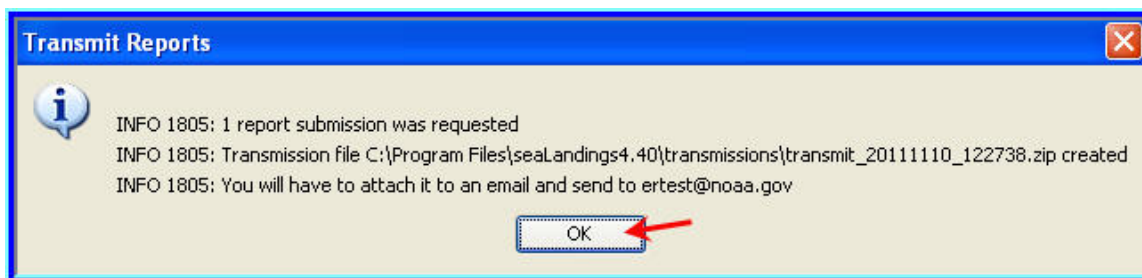 Transmit Reports
INFO 1805: 1 report submission was requested
INFO 1805: Transmission file C:\Program Files\seaLandings4.40\transmissions\transmit_20111110_122738.zip created
INFO 1805: You will have to attach it to an email and send to ertest@noaa.gov
OK